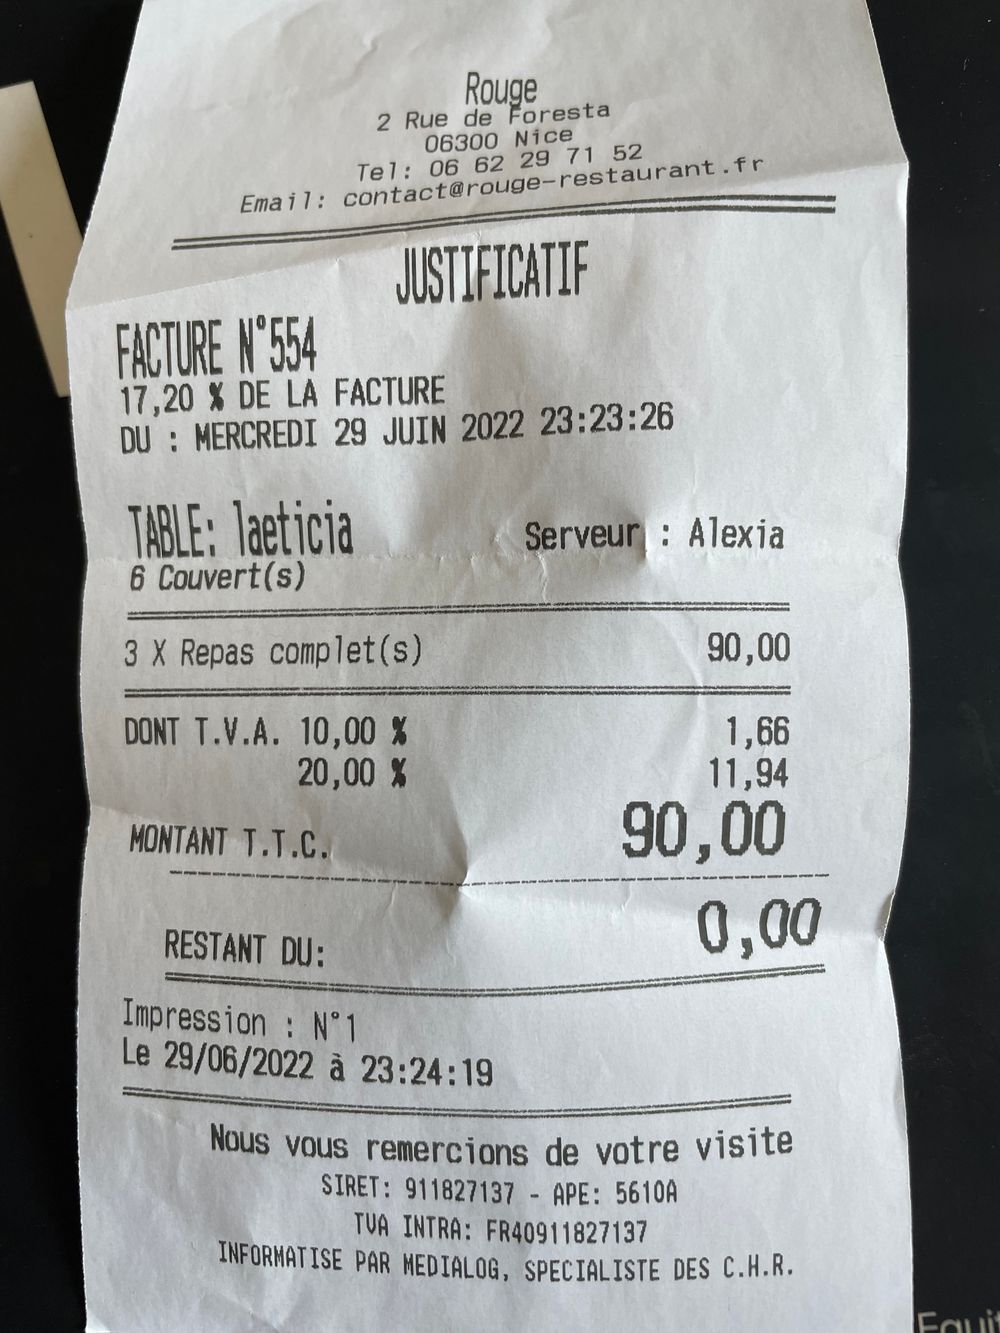 Rouge
2 Rue de Foresta
06300 Nice
Tel: 06 62 29 71 52
Email: contact@rouge-restaurant.fr
JUSTIFICATIF
FACTURE N°554
17,20 % DE LA FACTURE
DU : MERCREDI 29 JUIN 2022 23:23:26
TABLE: laeticia Serveur : Alexia
6 Couvert(s)
3 X Repas complet(s) 90,00
DONT T.V.A. 10,00 % 1,66
20,00 % 11,94
MONTANT T.T.C. 90,00
RESTANT DU: 0,00
Impression : N°1
Le 29/06/2022 à 23:24:19
Nous vous remercions de votre visite
SIRET: 911827137 - APE: 5610A
TVA INTRA: FR40911827137
INFORMATISE PAR MEDIALOG, SPECIALISTE DES C.H.R.